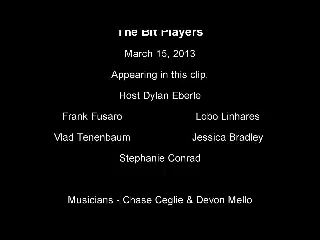 The Bit Players
March 15, 2013
Appearing in this clip.
Host Dylan Eberle
Frank Fusaro Lobo Linhares
Vlad Tenenbaum Jessica Bradley
Stephanie Conrad
Musicians - Chase Ceglie & Devon Mello